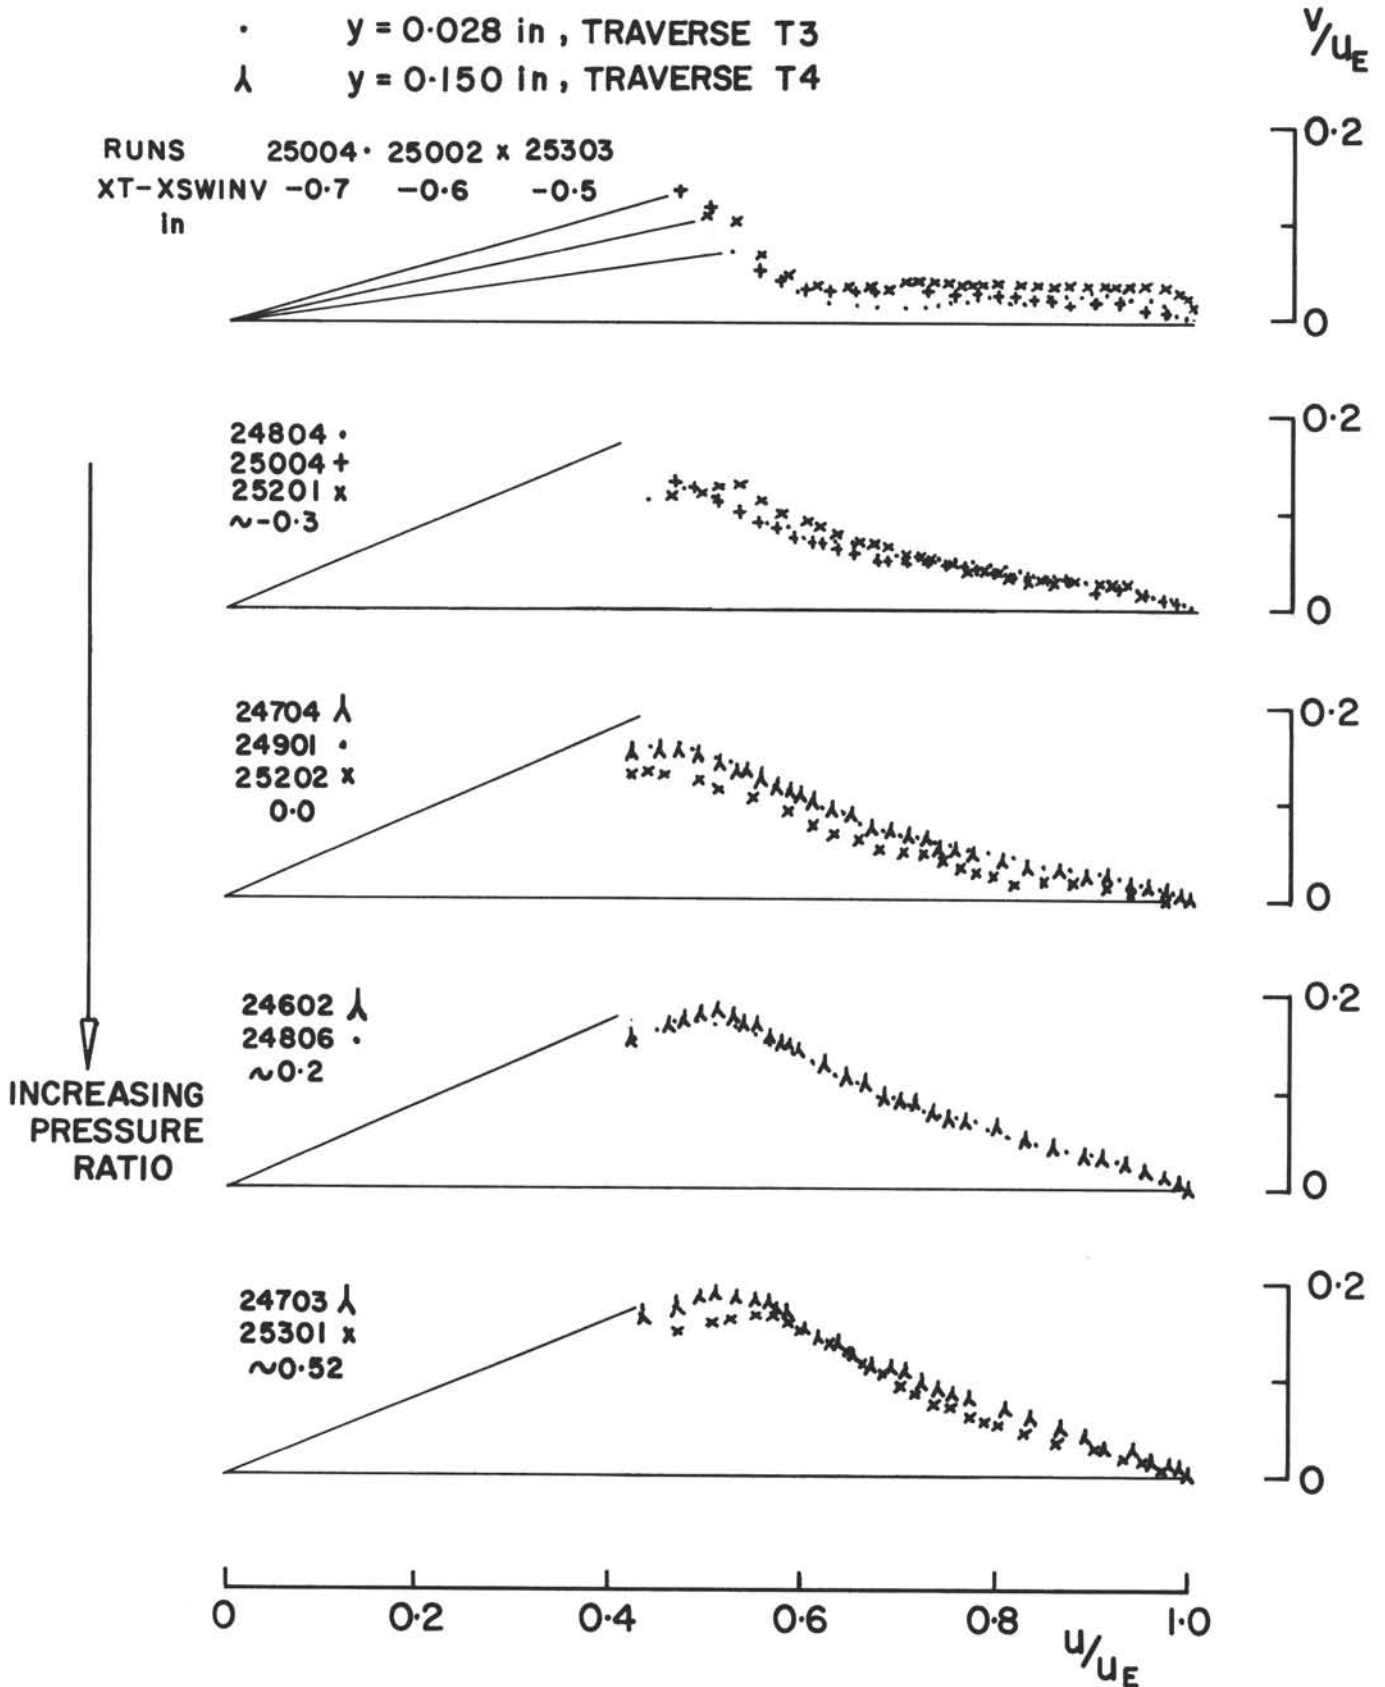 · y = 0·028 in , TRAVERSE T3
⅄ y = 0·150 in , TRAVERSE T4
V/uE
RUNS 25004 · 25002 x 25303
XT-XSWINV -0·7 -0·6 -0·5
in
0·2
0
24804 ·
25004 +
25201 x
~-0·3
0·2
0
24704 ⅄
24901 ·
25202 x
0·0
0·2
0
24602 ⅄
24806 ·
~0·2
0·2
0
INCREASING
PRESSURE
RATIO
24703 ⅄
25301 x
~0·52
0·2
0
0 0·2 0·4 0·6 0·8 1·0
u/uE